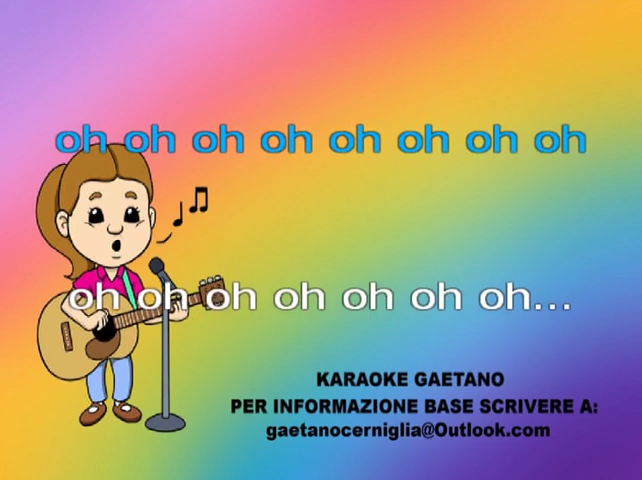 oh oh oh oh oh oh oh oh
oh oh oh oh oh oh oh...
KARAOKE GAETANO
PER INFORMAZIONE BASE SCRIVERE A:
gaetanocerniglia@Outlook.com